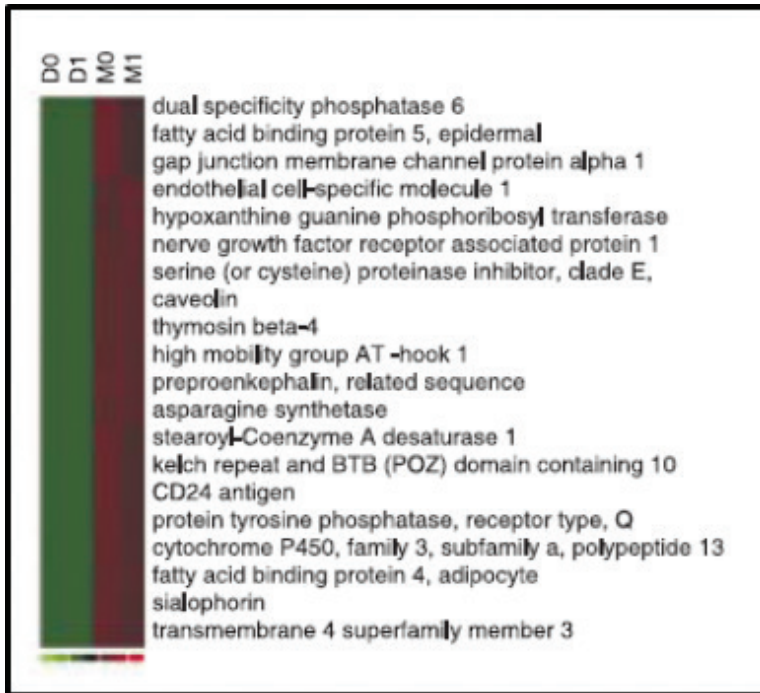 D0 D1 M0 M1
dual specificity phosphatase 6
fatty acid binding protein 5, epidermal
gap junction membrane channel protein alpha 1
endothelial cell-specific molecule 1
hypoxanthine guanine phosphoribosyl transferase
nerve growth factor receptor associated protein 1
serine (or cysteine) proteinase inhibitor, clade E,
caveolin
thymosin beta-4
high mobility group AT -hook 1
preproenkephalin, related sequence
asparagine synthetase
stearoyl-Coenzyme A desaturase 1
kelch repeat and BTB (POZ) domain containing 10
CD24 antigen
protein tyrosine phosphatase, receptor type, Q
cytochrome P450, family 3, subfamily a, polypeptide 13
fatty acid binding protein 4, adipocyte
sialophorin
transmembrane 4 superfamily member 3